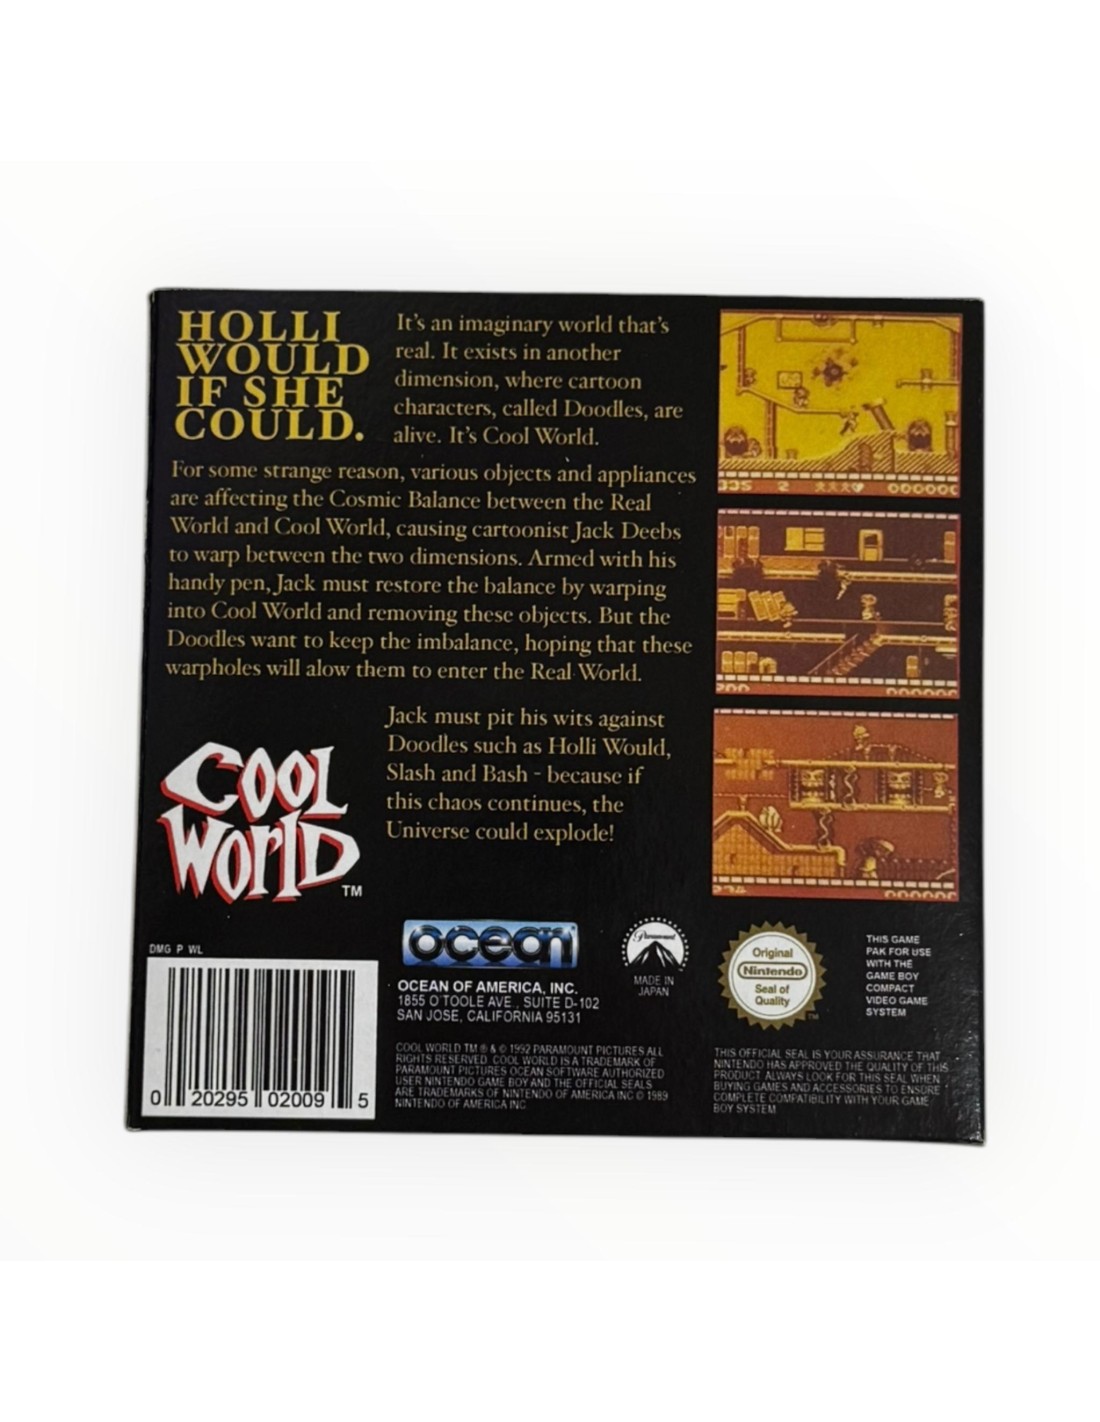 HOLLI
WOULD
IF SHE
COULD.
It's an imaginary world that's
real. It exists in another
dimension, where cartoon
characters, called Doodles, are
alive. It's Cool World.
For some strange reason, various objects and appliances
are affecting the Cosmic Balance between the Real
World and Cool World, causing cartoonist Jack Deebs
to warp between the two dimensions. Armed with his
handy pen, Jack must restore the balance by warping
into Cool World and removing these objects. But the
Doodles want to keep the imbalance, hoping that these
warpholes will alow them to enter the Real World.
Jack must pit his wits against
Doodles such as Holli Would,
Slash and Bash - because if
this chaos continues, the
Universe could explode!
COOL
WORLD
TM
DMG P WL
0 20295 02009 5
ocean
OCEAN OF AMERICA, INC.
1855 O'TOOLE AVE., SUITE D-102
SAN JOSE, CALIFORNIA 95131
Paramount
MADE IN
JAPAN
Original
Nintendo
Seal of
Quality
TM
THIS GAME
PAK FOR USE
WITH THE
GAME BOY
COMPACT
VIDEO GAME
SYSTEM
COOL WORLD TM ® & © 1992 PARAMOUNT PICTURES ALL
RIGHTS RESERVED. COOL WORLD IS A TRADEMARK OF
PARAMOUNT PICTURES OCEAN SOFTWARE AUTHORIZED
USER NINTENDO GAME BOY AND THE OFFICIAL SEALS
ARE TRADEMARKS OF NINTENDO OF AMERICA INC © 1989
NINTENDO OF AMERICA INC
THIS OFFICIAL SEAL IS YOUR ASSURANCE THAT
NINTENDO HAS APPROVED THE QUALITY OF THIS
PRODUCT ALWAYS LOOK FOR THIS SEAL WHEN
BUYING GAMES AND ACCESSORIES TO ENSURE
COMPLETE COMPATIBILITY WITH YOUR GAME
BOY SYSTEM